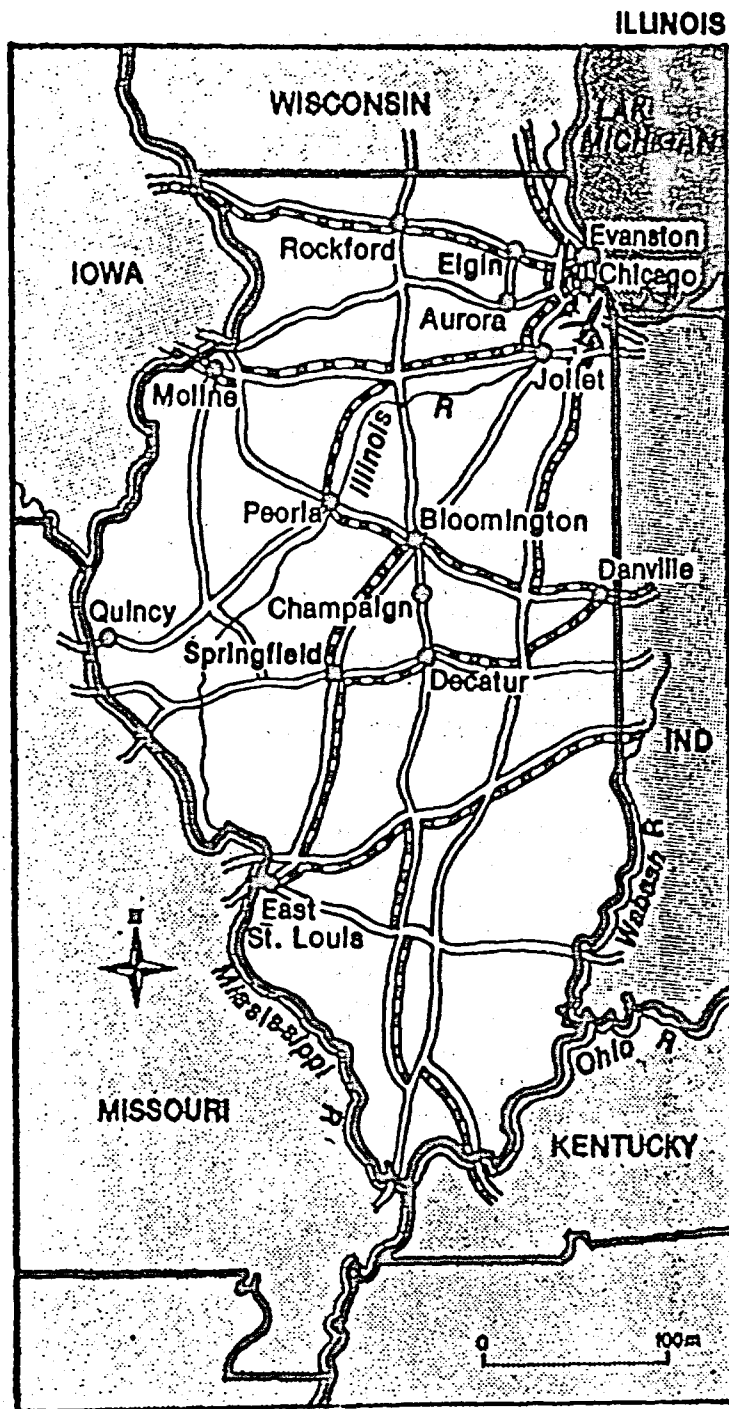 ILLINOIS
WISCONSIN
LAKE
MICHIGAN
Rockford
Elgin
Evanston
Chicago
IOWA
Aurora
Moline
Joliet
Illinois R
Peoria
Bloomington
Danville
Quincy
Champaign
Springfield
Decatur
IND
Wabash R
East
St. Louis
N
Mississippi R
Ohio R
MISSOURI
KENTUCKY
0 100m